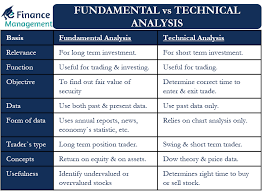 eFinance
Management
FUNDAMENTAL vs TECHNICAL
ANALYSIS
Basis Fundamental Analysis Technical Analysis
Relevance For long term investment. For short term investment.
Function Useful for trading & investing. Useful for trading.
Objective To find out fair value of Determine correct time to
security enter & exit trade.
Data Use both past & present data. Use past data only.
Form of data Uses annual reports, news, Relies on chart analysis only.
economy`s statistic, etc.
Trader`s type Long term position trader. Swing & short term trader.
Concepts Return on equity & on assets. Dow theory & price data.
Usefulness Identify undervalued or Determines right time to buy
overvalued stocks or sell the stock.